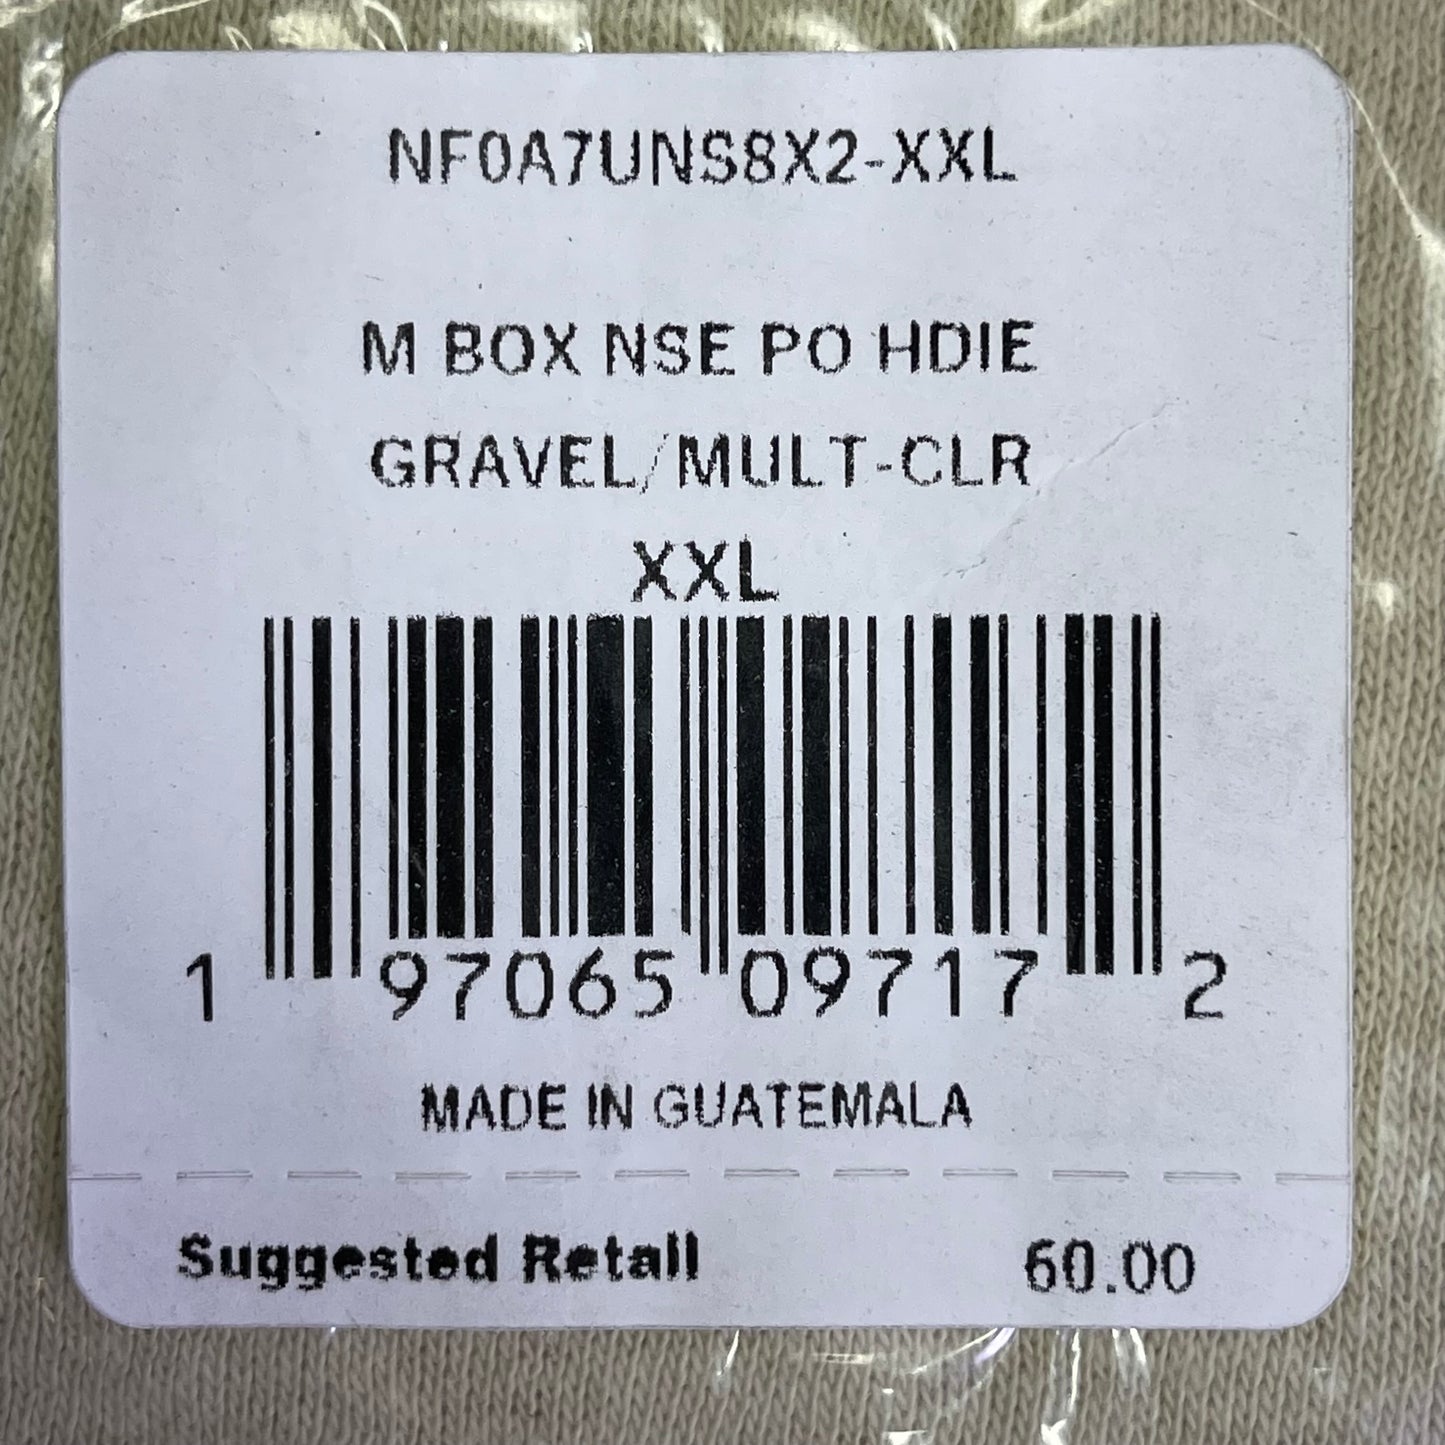 NF0A7UNS8X2-XXL
M BOX NSE PO HDIE
GRAVEL/MULT-CLR
XXL
1 97065 09717 2
MADE IN GUATEMALA
Suggested Retail 60.00